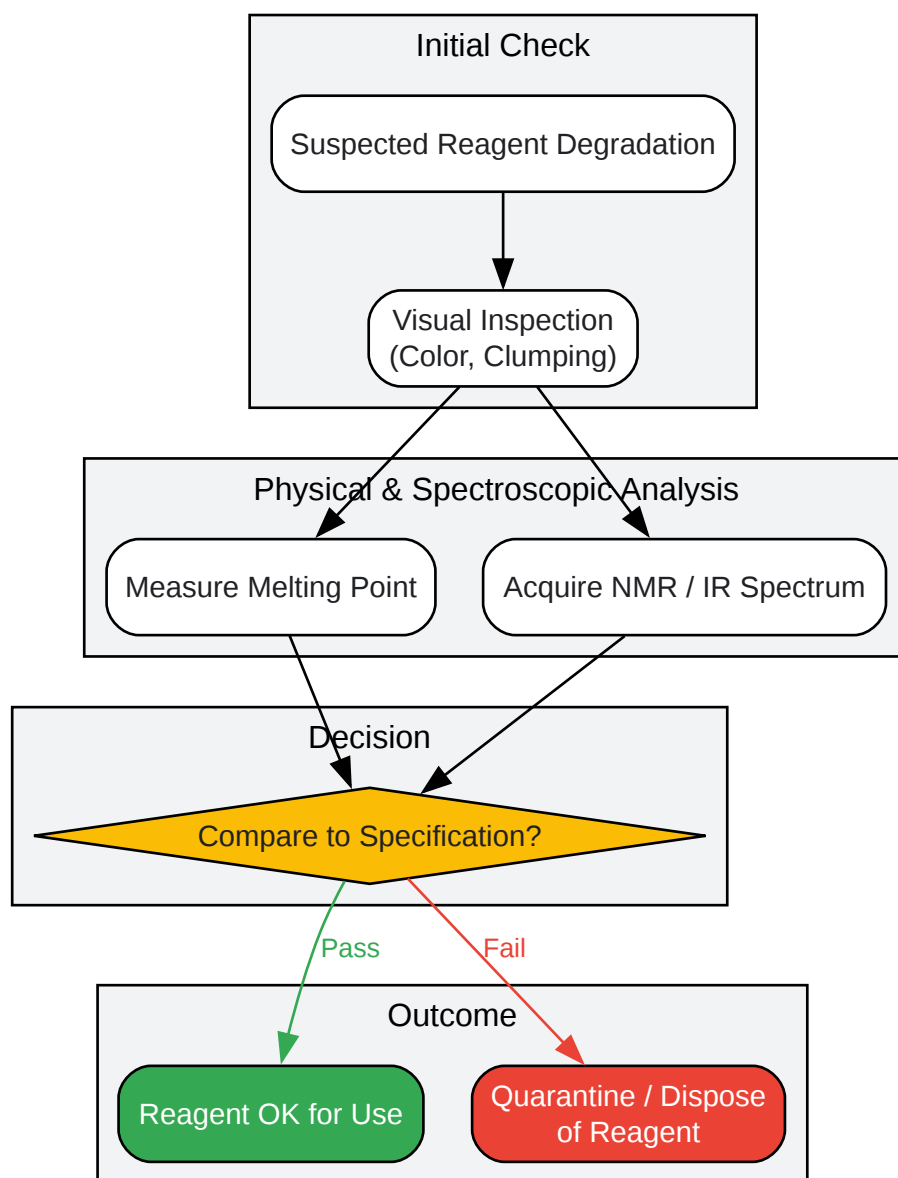 Initial Check
Suspected Reagent Degradation
Visual Inspection
(Color, Clumping)
Physical & Spectroscopic Analysis
Measure Melting Point
Acquire NMR / IR Spectrum
Decision
Compare to Specification?
Pass
Fail
Outcome
Reagent OK for Use
Quarantine / Dispose
of Reagent